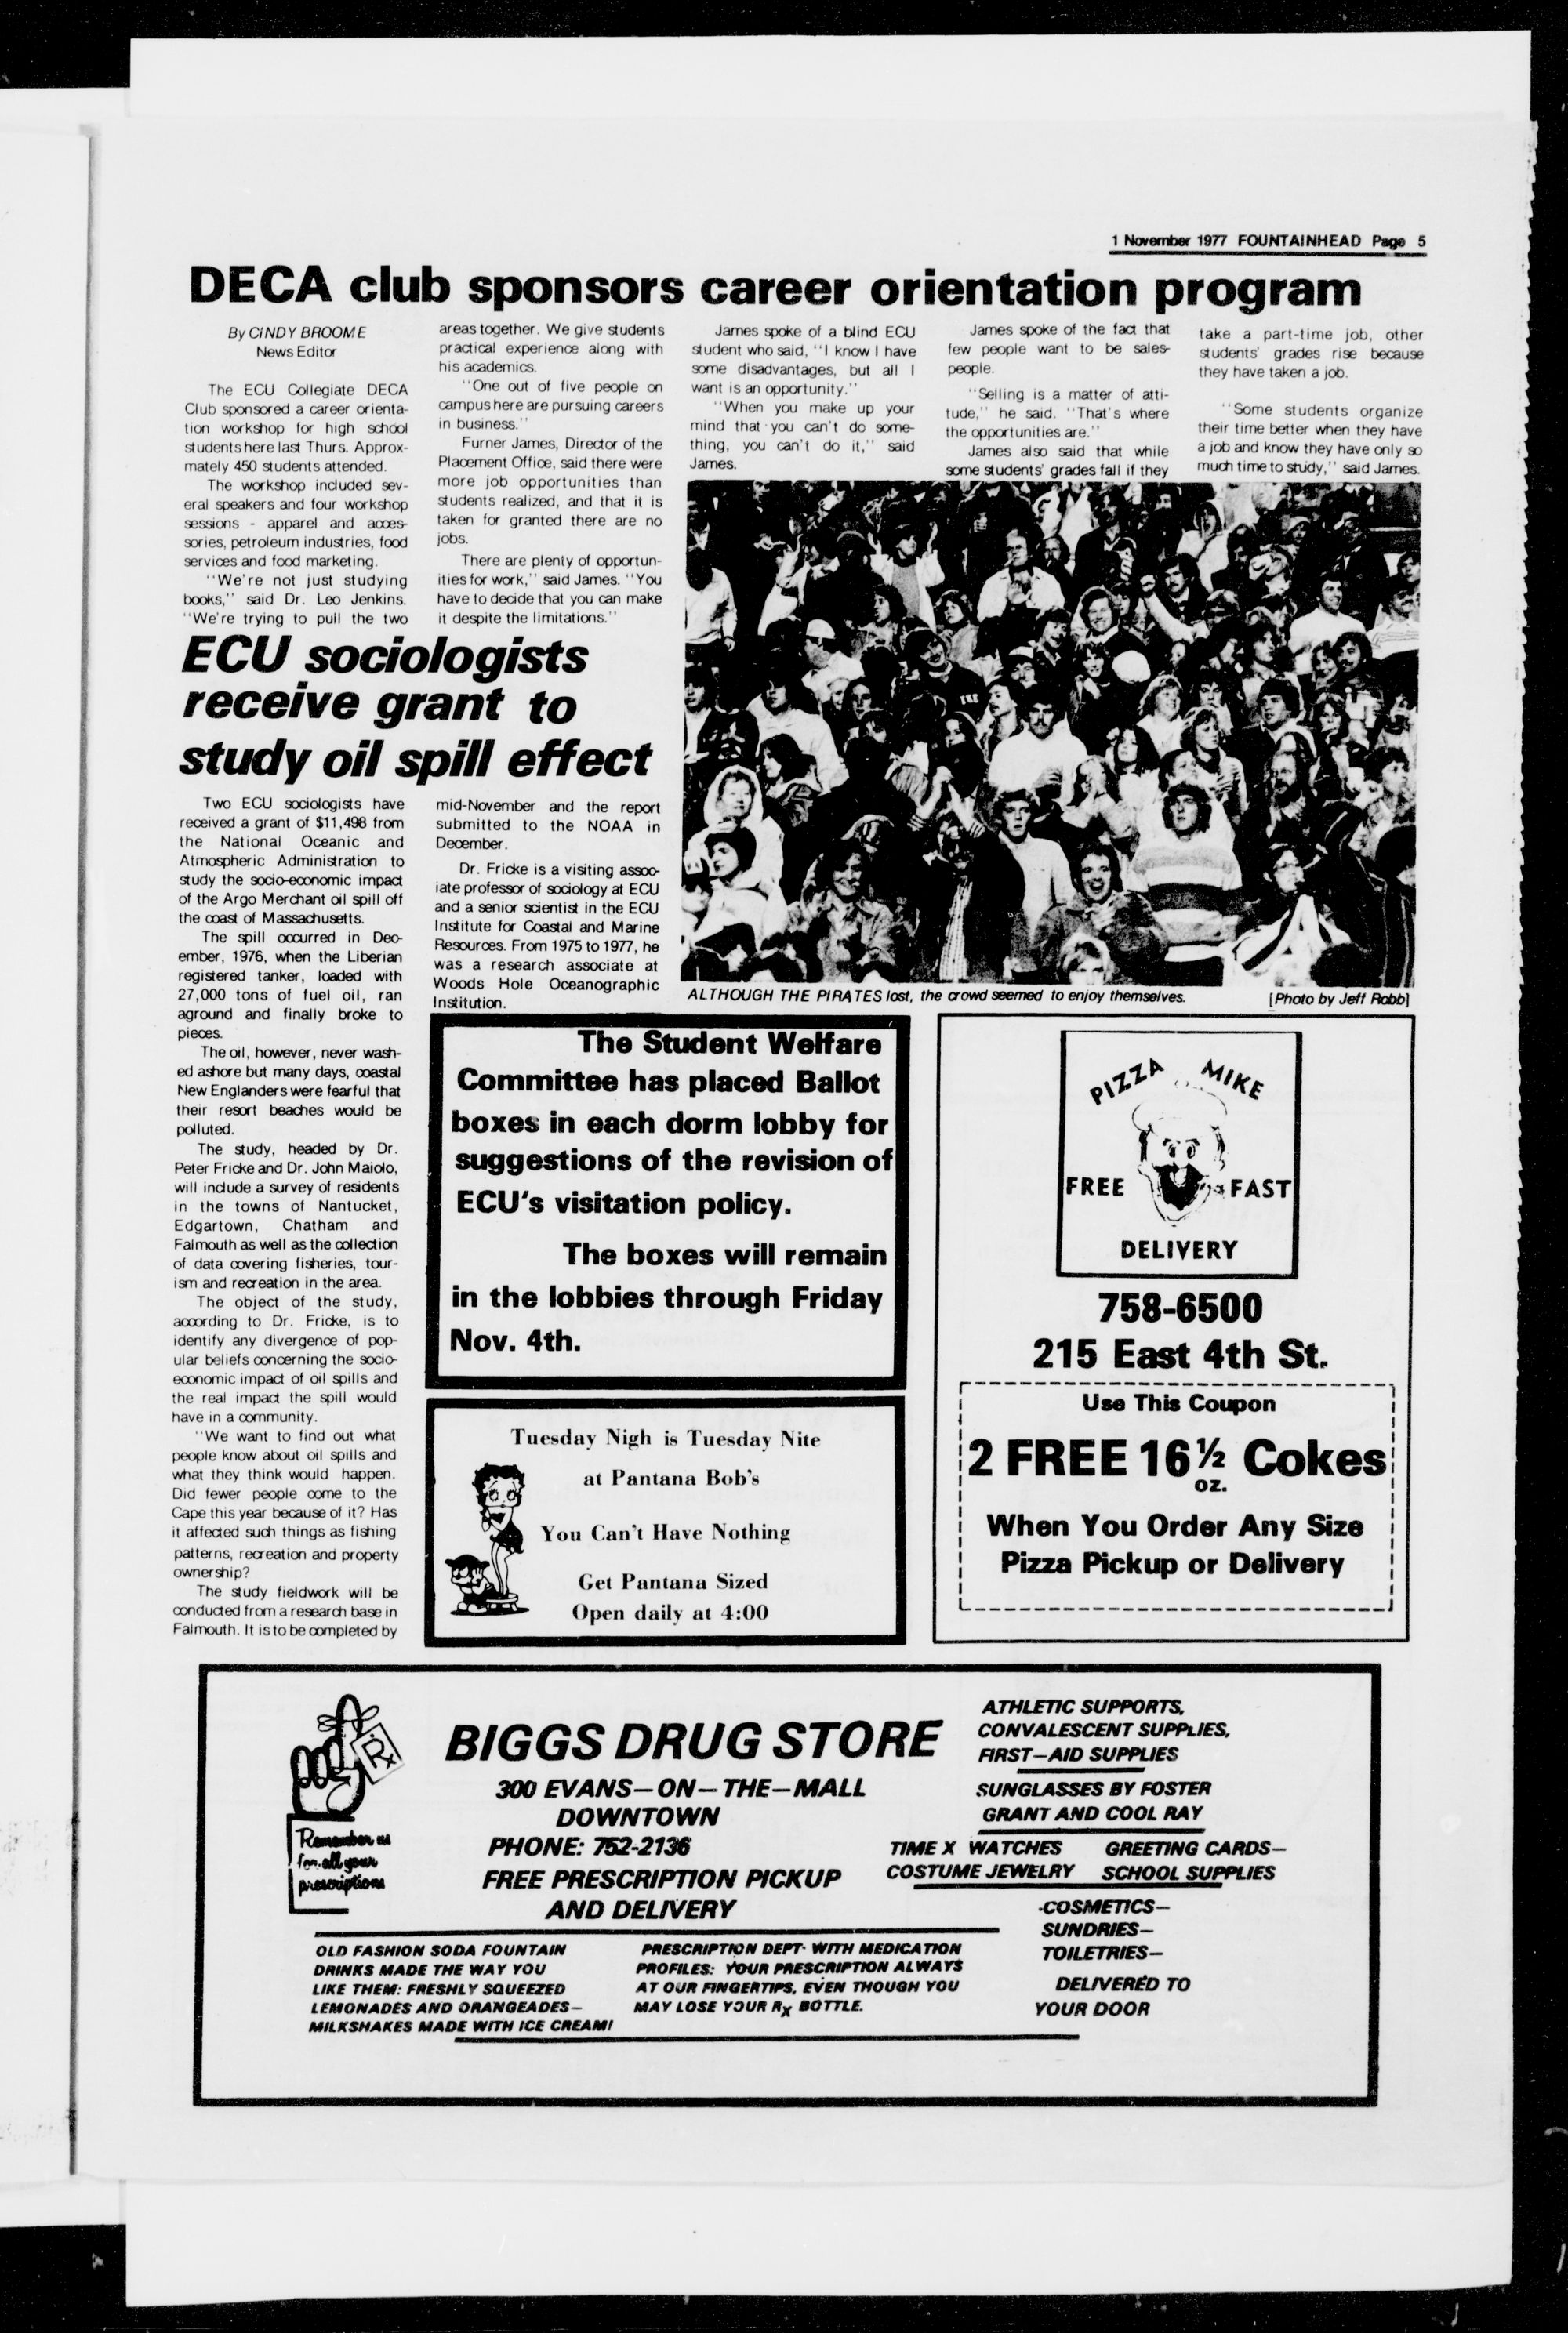 1 November 1977 FOUNTAINHEAD Page 5
DECA club sponsors career orientation program
By CINDY BROOME
News Editor
The ECU Collegiate DECA
Club sponsored a career orienta-
tion workshop for high school
students here last Thurs. Approx-
mately 450 students attended.
The workshop included sev-
eral speakers and four workshop
sessions - apparel and acces-
sories, petroleum industries, food
services and food marketing.
"We're not just studying
books," said Dr. Leo Jenkins.
"We're trying to pull the two
areas together. We give students
practical experience along with
his academics.
"One out of five people on
campus here are pursuing careers
in business."
Furner James, Director of the
Placement Office, said there were
more job opportunities than
students realized, and that it is
taken for granted there are no
jobs.
There are plenty of opportun-
ities for work," said James. "You
have to decide that you can make
it despite the limitations."
James spoke of a blind ECU
student who said, "I know I have
some disadvantages, but all I
want is an opportunity."
"When you make up your
mind that you can't do some-
thing, you can't do it," said
James.
James spoke of the fact that
few people want to be sales-
people.
"Selling is a matter of atti-
tude," he said. "That's where
the opportunities are."
James also said that while
some students' grades fall if they
take a part-time job, other
students' grades rise because
they have taken a job.
"Some students organize
their time better when they have
a job and know they have only so
much time to study," said James.
ECU sociologists
receive grant to
study oil spill effect
Two ECU sociologists have
received a grant of $11,498 from
the National Oceanic and
Atmospheric Administration to
study the socio-economic impact
of the Argo Merchant oil spill off
the coast of Massachusetts.
The spill occurred in Dec-
ember, 1976, when the Liberian
registered tanker, loaded with
27,000 tons of fuel oil, ran
aground and finally broke to
pieces.
The oil, however, never wash-
ed ashore but many days, coastal
New Englanders were fearful that
their resort beaches would be
polluted.
The study, headed by Dr.
Peter Fricke and Dr. John Maiolo,
will include a survey of residents
in the towns of Nantucket,
Edgartown, Chatham and
Falmouth as well as the collection
of data covering fisheries, tour-
ism and recreation in the area.
The object of the study,
according to Dr. Fricke, is to
identify any divergence of pop-
ular beliefs concerning the socio-
economic impact of oil spills and
the real impact the spill would
have in a community.
"We want to find out what
people know about oil spills and
what they think would happen.
Did fewer people come to the
Cape this year because of it? Has
it affected such things as fishing
patterns, recreation and property
ownership?
The study fieldwork will be
conducted from a research base in
Falmouth. It is to be completed by
mid-November and the report
submitted to the NOAA in
December.
Dr. Fricke is a visiting assoc-
iate professor of sociology at ECU
and a senior scientist in the ECU
Institute for Coastal and Marine
Resources. From 1975 to 1977, he
was a research associate at
Woods Hole Oceanographic
Institution.
ALTHOUGH THE PIRATES lost, the crowd seemed to enjoy themselves. [Photo by Jeff Robb]
The Student Welfare
Committee has placed Ballot
boxes in each dorm lobby for
suggestions of the revision of
ECU's visitation policy.
The boxes will remain
in the lobbies through Friday
Nov. 4th.
Tuesday Nigh is Tuesday Nite
at Pantana Bob's
You Can't Have Nothing
Get Pantana Sized
Open daily at 4:00
PIZZA MIKE
FREE FAST
DELIVERY
758-6500
215 East 4th St.
Use This Coupon
2 FREE 16½ Cokes
oz.
When You Order Any Size
Pizza Pickup or Delivery
Rx
Remember us
for all your
prescriptions
BIGGS DRUG STORE
300 EVANS—ON—THE—MALL
DOWNTOWN
PHONE: 752-2136
FREE PRESCRIPTION PICKUP
AND DELIVERY
ATHLETIC SUPPORTS,
CONVALESCENT SUPPLIES,
FIRST—AID SUPPLIES
SUNGLASSES BY FOSTER
GRANT AND COOL RAY
TIME X WATCHES GREETING CARDS—
COSTUME JEWELRY SCHOOL SUPPLIES
COSMETICS—
SUNDRIES—
TOILETRIES—
DELIVERED TO
YOUR DOOR
OLD FASHION SODA FOUNTAIN
DRINKS MADE THE WAY YOU
LIKE THEM: FRESHLY SQUEEZED
LEMONADES AND ORANGEADES—
MILKSHAKES MADE WITH ICE CREAM!
PRESCRIPTION DEPT. WITH MEDICATION
PROFILES: YOUR PRESCRIPTION ALWAYS
AT OUR FINGERTIPS, EVEN THOUGH YOU
MAY LOSE YOUR Rx BOTTLE.